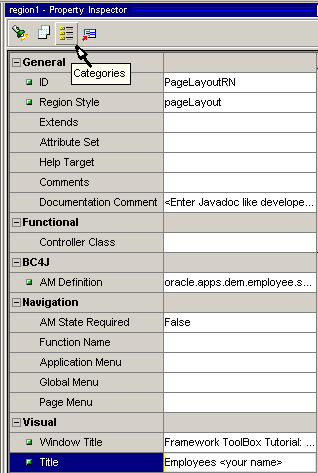 region1 - Property Inspector
Categories
General
ID PageLayoutRN
Region Style pageLayout
Extends
Attribute Set
Help Target
Comments
Documentation Comment <Enter Javadoc like develope...
Functional
Controller Class
BC4J
AM Definition oracle.apps.dem.employee.s...
Navigation
AM State Required False
Function Name
Application Menu
Global Menu
Page Menu
Visual
Window Title Framework ToolBox Tutorial: ...
Title Employees <your name>